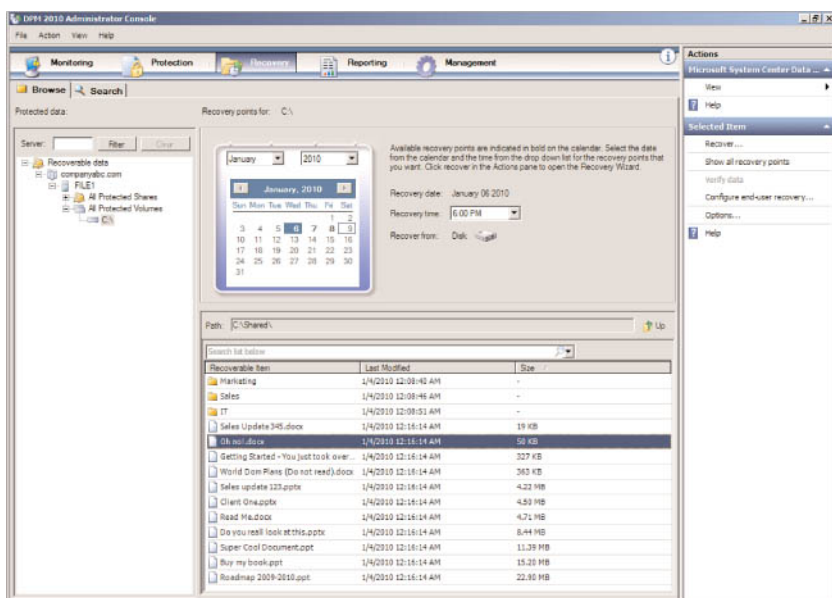 DPM 2010 Administrator Console
File Action View Help
Monitoring Protection Recovery Reporting Management
Browse Search
Protected data:
Server: Filter Clear
Recoverable data
companyabc.com
FILE1
All Protected Shares
All Protected Volumes
C:\
Recovery points for: C:\
January 2010
January, 2010
Sun Mon Tue Wed Thu Fri Sat
1 2
3 4 5 6 7 8 9
10 11 12 13 14 15 16
17 18 19 20 21 22 23
24 25 26 27 28 29 30
31
Available recovery points are indicated in bold on the calendar. Select the date
from the calendar and the time from the drop down list for the recovery points that
you want. Click recover in the Actions pane to open the Recovery Wizard.
Recovery date: January 06 2010
Recovery time: 6:00 PM
Recover from: Disk
Path: C:\Shared\ Up
Search list below
Recoverable Item Last Modified Size
Marketing 1/4/2010 12:08:40 AM -
Sales 1/4/2010 12:08:46 AM -
IT 1/4/2010 12:08:51 AM -
Sales Update 345.docx 1/4/2010 12:16:14 AM 19 KB
Oh no!.docx 1/4/2010 12:16:14 AM 50 KB
Getting Started - You just took over... 1/4/2010 12:16:14 AM 327 KB
World Dom Plans (Do not read).docx 1/4/2010 12:16:14 AM 363 KB
Sales update 123.pptx 1/4/2010 12:16:14 AM 4.22 MB
Client One.pptx 1/4/2010 12:16:14 AM 4.53 MB
Read Me.docx 1/4/2010 12:16:14 AM 4.71 MB
Do you reall look at this.pptx 1/4/2010 12:16:14 AM 8.44 MB
Super Cool Document.ppt 1/4/2010 12:16:14 AM 11.39 MB
Buy my book.ppt 1/4/2010 12:16:14 AM 15.20 MB
Roadmap 2009-2010.ppt 1/4/2010 12:16:14 AM 22.90 MB
Actions
Microsoft System Center Data ...
View
Help
Selected Item
Recover...
Show all recovery points
Verify data
Configure end-user recovery...
Options...
Help